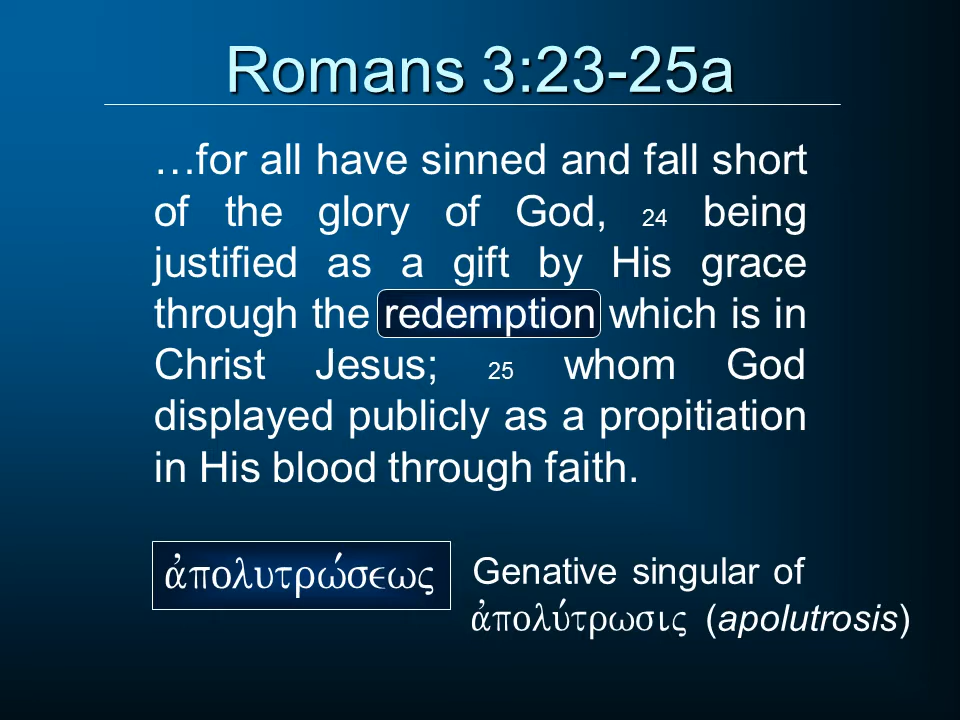 Romans 3:23-25a
…for all have sinned and fall short
of the glory of God, 24 being
justified as a gift by His grace
through the redemption which is in
Christ Jesus; 25 whom God
displayed publicly as a propitiation
in His blood through faith.
ἀπολυτρώσεως
Genative singular of
ἀπολύτρωσις (apolutrosis)